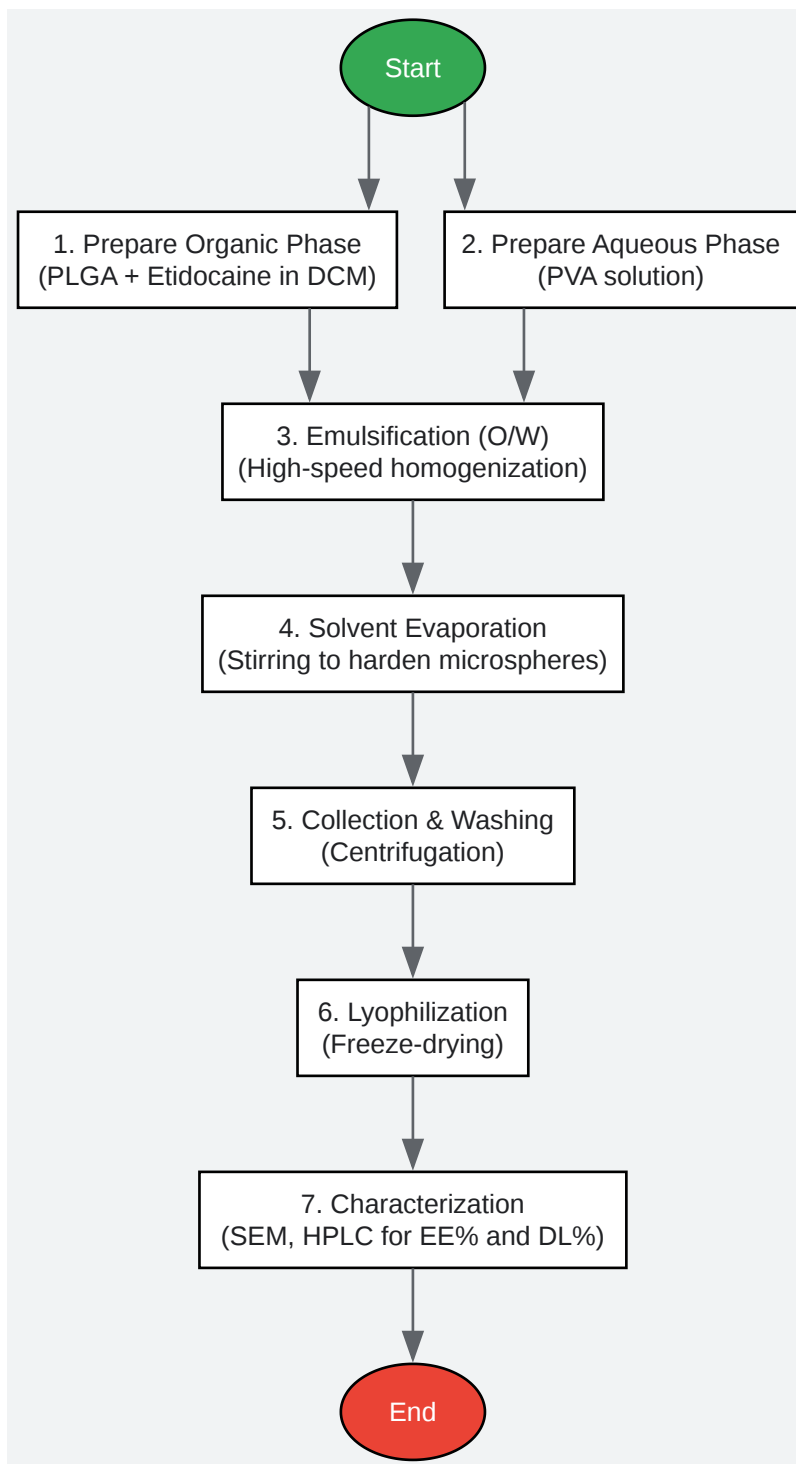 Start
1. Prepare Organic Phase
(PLGA + Etidocaine in DCM)
2. Prepare Aqueous Phase
(PVA solution)
3. Emulsification (O/W)
(High-speed homogenization)
4. Solvent Evaporation
(Stirring to harden microspheres)
5. Collection & Washing
(Centrifugation)
6. Lyophilization
(Freeze-drying)
7. Characterization
(SEM, HPLC for EE% and DL%)
End